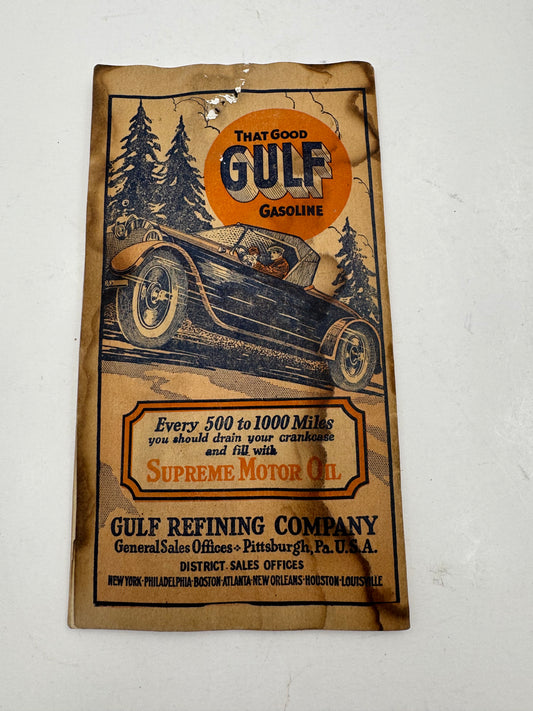 THAT GOOD
GULF
GASOLINE
Every 500 to 1000 Miles
you should drain your crankcase
and fill with
SUPREME MOTOR OIL
GULF REFINING COMPANY
General Sales Offices · Pittsburgh, Pa. U.S.A.
DISTRICT SALES OFFICES
NEW YORK·PHILADELPHIA·BOSTON·ATLANTA·NEW ORLEANS·HOUSTON·LOUISVILLE